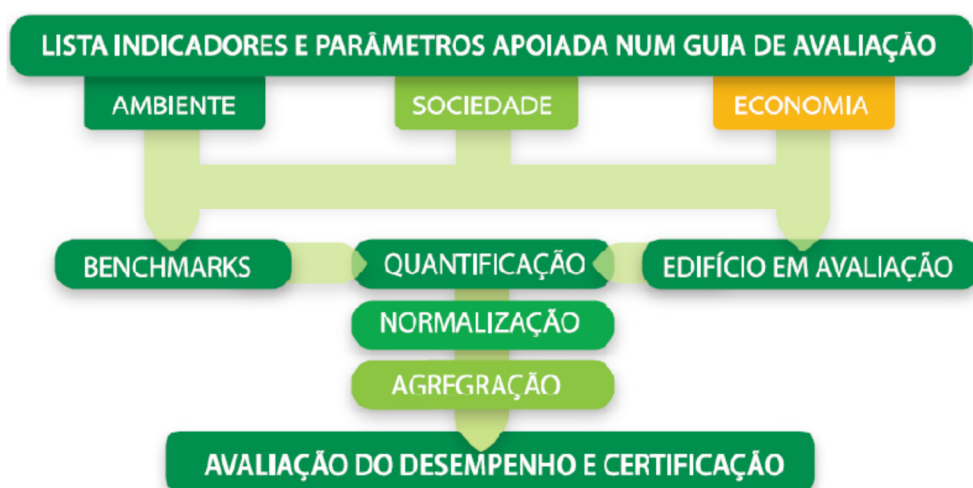 LISTA INDICADORES E PARÂMETROS APOIADA NUM GUIA DE AVALIAÇÃO
AMBIENTE
SOCIEDADE
ECONOMIA
BENCHMARKS
QUANTIFICAÇÃO
EDIFÍCIO EM AVALIAÇÃO
NORMALIZAÇÃO
AGREGRAÇÃO
AVALIAÇÃO DO DESEMPENHO E CERTIFICAÇÃO